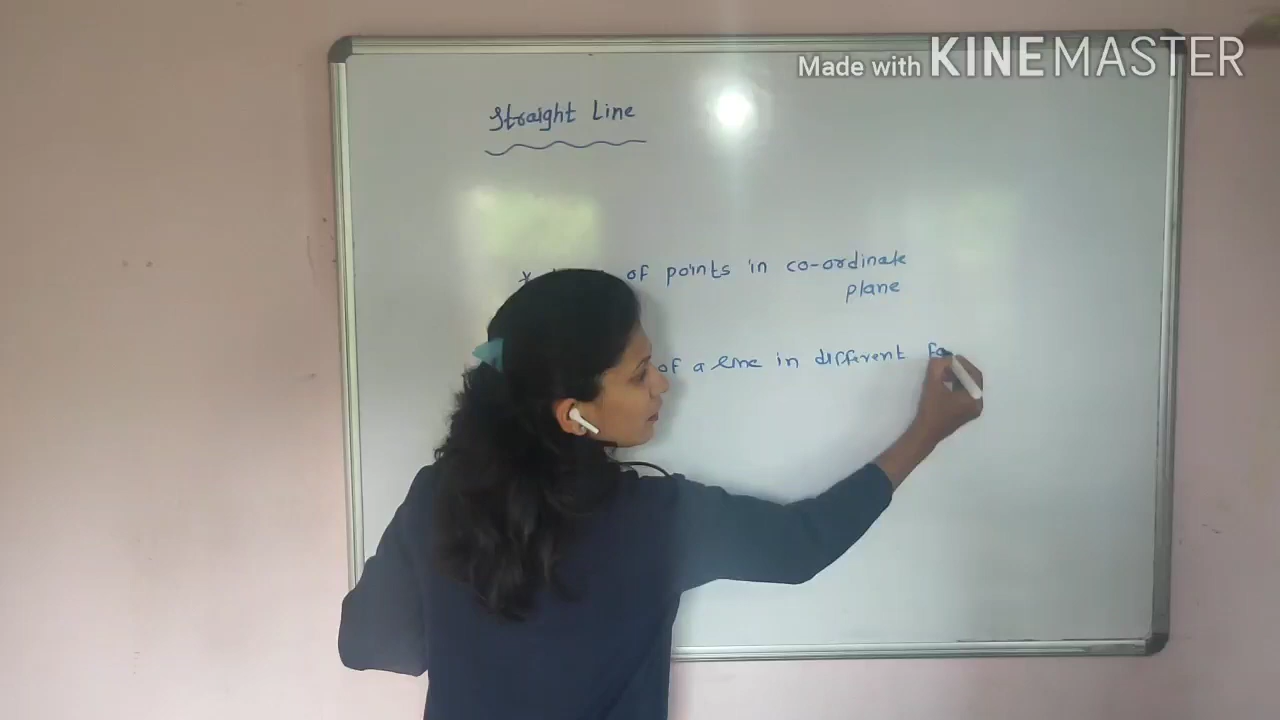 Made with KINEMASTER
Straight Line
* of points in co-ordinate
plane
of a line in different